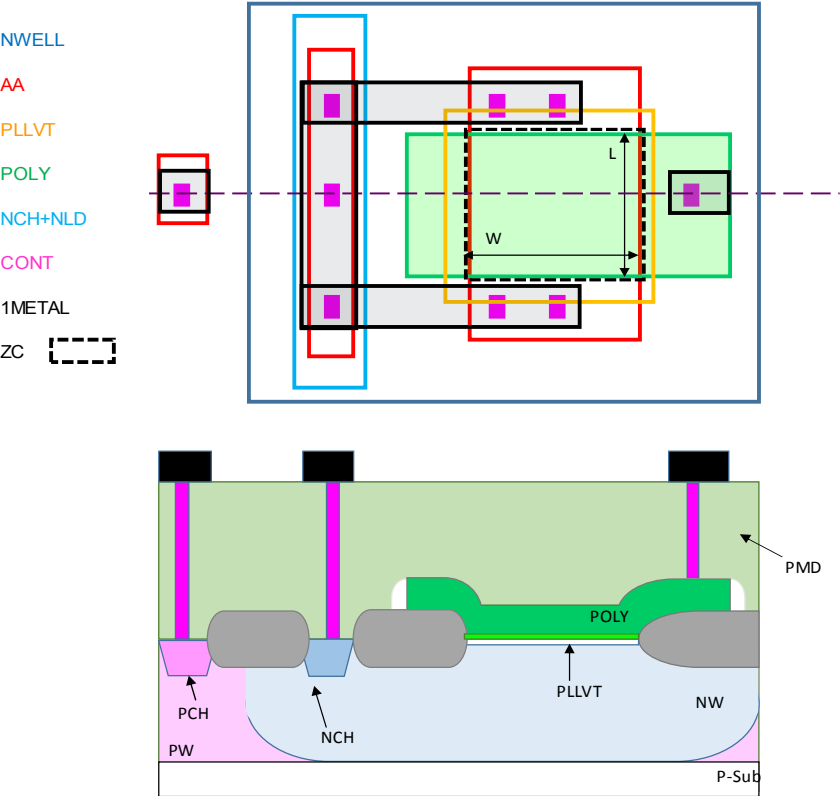 NWELL
AA
PLLVT
POLY
NCH+NLD
CONT
1METAL
ZC
L
W
PMD
POLY
PLLVT
NW
PCH
NCH
PW
P-Sub